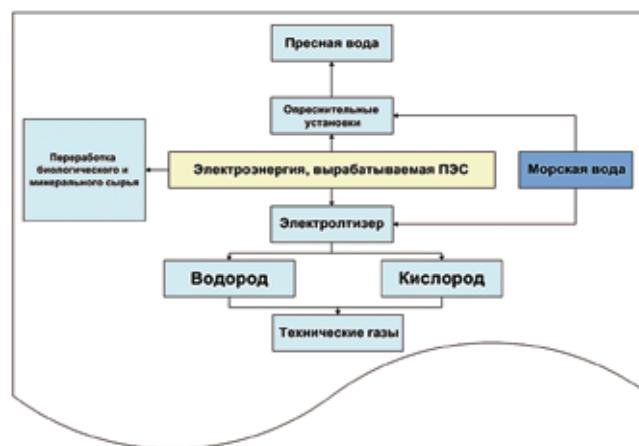 Пресная вода
Опреснительные
установки
Переработка
биологического и
минерального сырья
Электроэнергия, вырабатываемая ПЭС
Морская вода
Электролтизер
Водород
Кислород
Технические газы